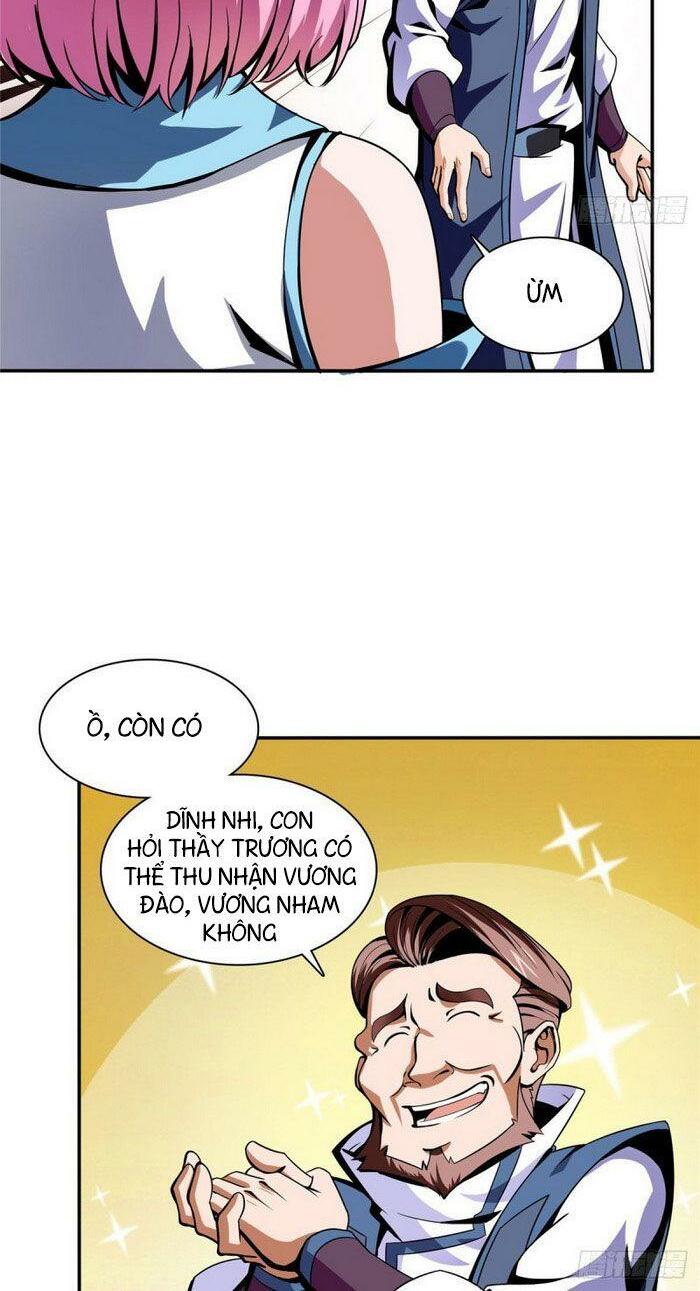 ỪM
Ồ, CÒN CÓ
DĨNH NHI, CON
HỎI THẦY TRƯƠNG CÓ
THỂ THU NHẬN VƯƠNG
ĐÀO, VƯƠNG NHAM
KHÔNG